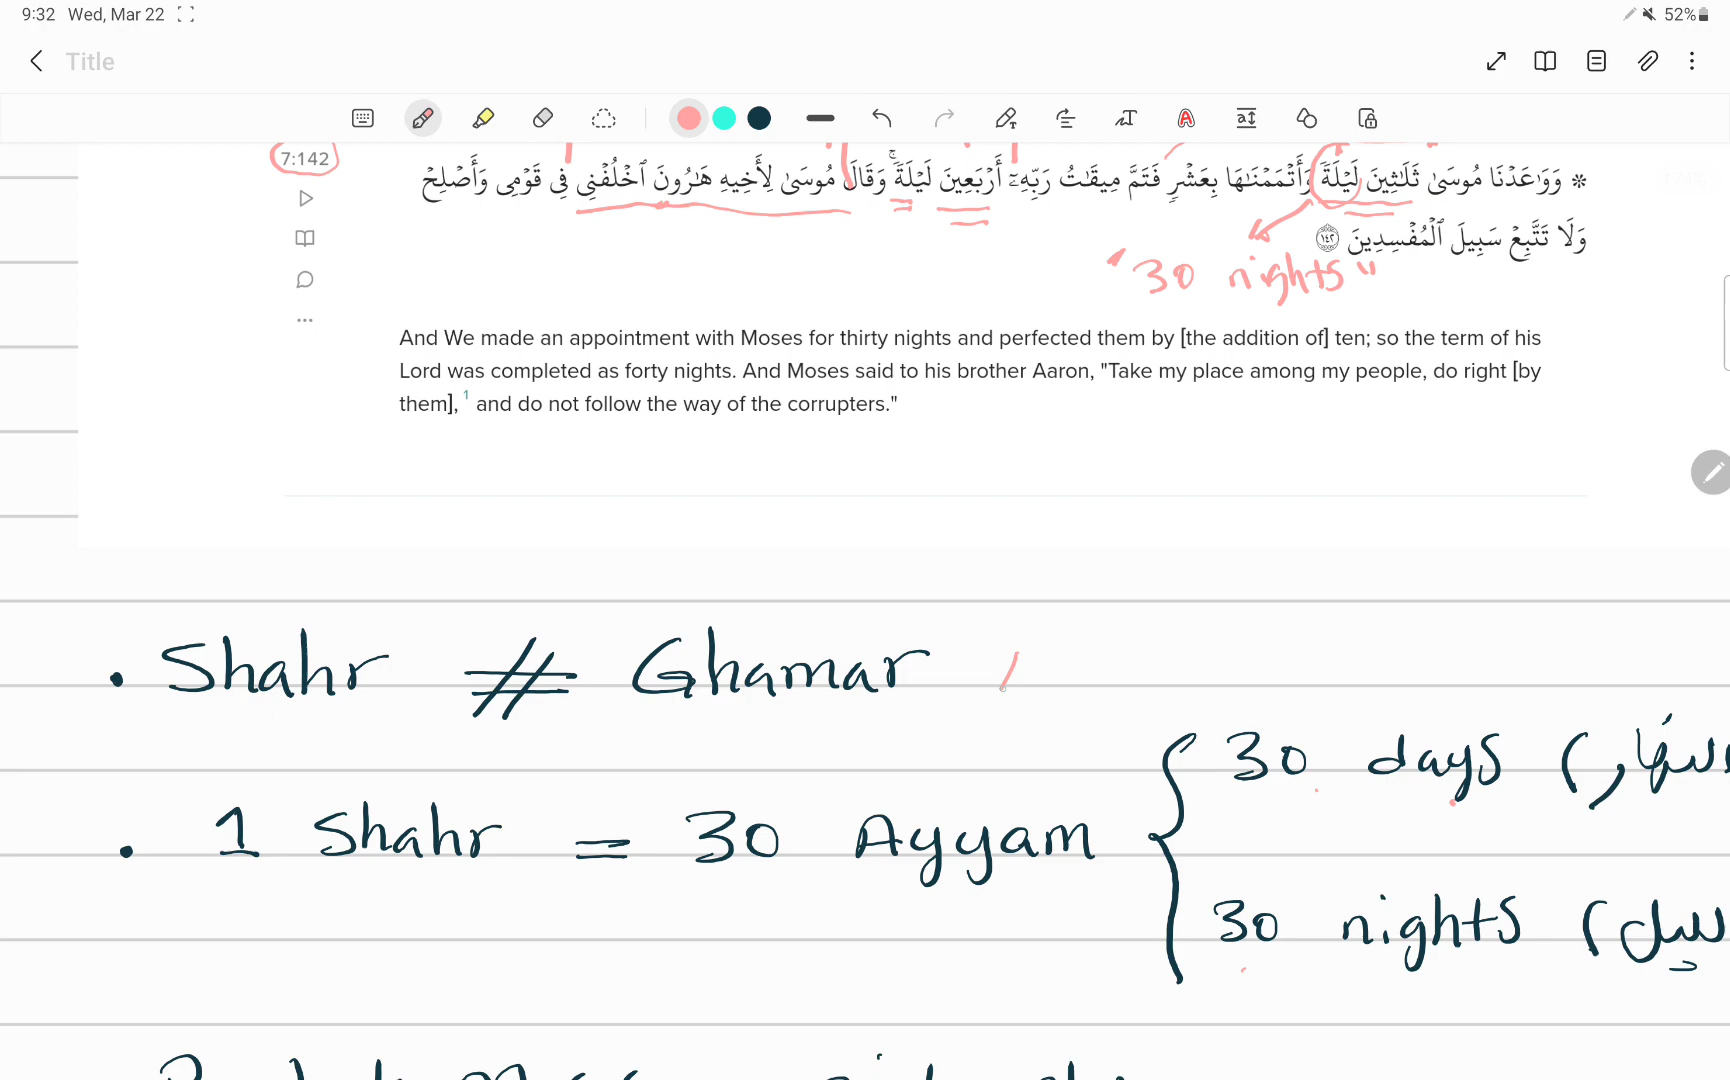 9:32 Wed, Mar 22
52%
Title
7:142
۞ وَوَٰعَدْنَا مُوسَىٰ ثَلَٰثِينَ لَيْلَةً وَأَتْمَمْنَٰهَا بِعَشْرٍ فَتَمَّ مِيقَٰتُ رَبِّهِۦٓ أَرْبَعِينَ لَيْلَةً ۚ وَقَالَ مُوسَىٰ لِأَخِيهِ هَٰرُونَ ٱخْلُفْنِى فِى قَوْمِى وَأَصْلِحْ
وَلَا تَتَّبِعْ سَبِيلَ ٱلْمُفْسِدِينَ ١٤٢
"30 nights"
And We made an appointment with Moses for thirty nights and perfected them by [the addition of] ten; so the term of his
Lord was completed as forty nights. And Moses said to his brother Aaron, "Take my place among my people, do right [by
them], 1 and do not follow the way of the corrupters."
• Shahr ≠ Ghamar
30 days (
• 1 Shahr = 30 Ayyam
30 nights (